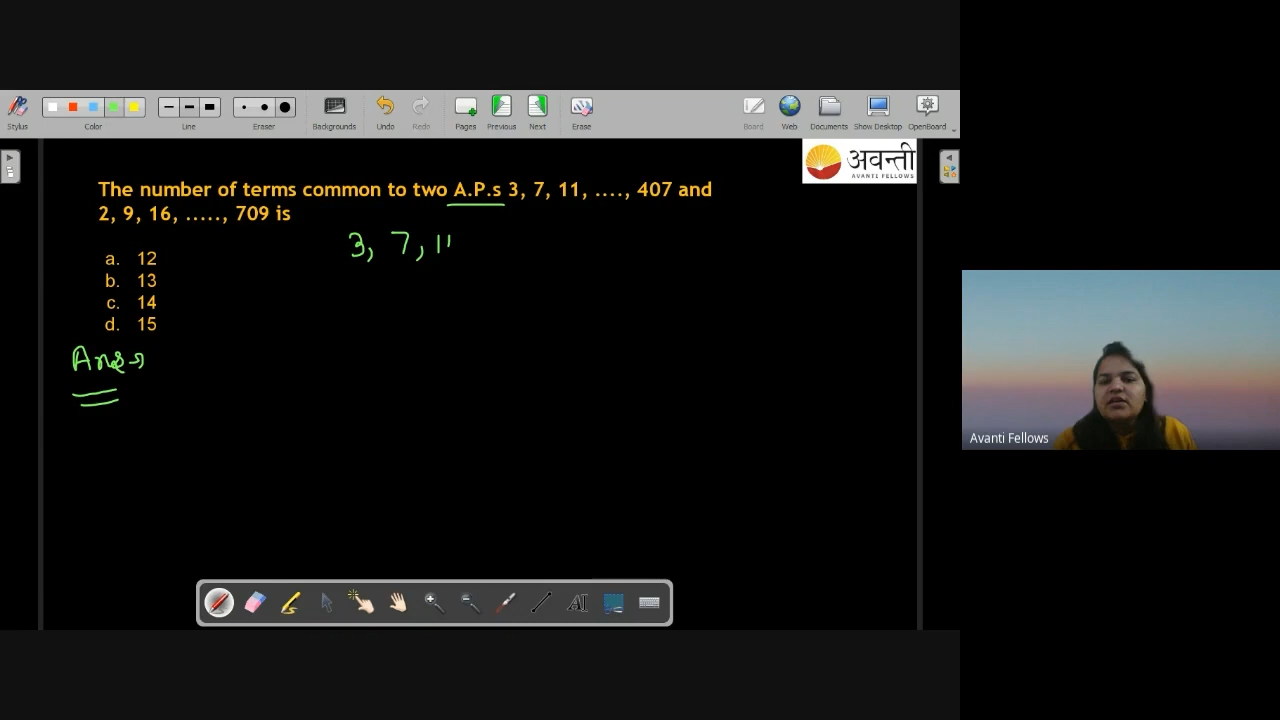 Stylus
Color
Line
Eraser
Backgrounds
Undo
Redo
Pages
Previous
Next
Erase
Board
Web
Documents
Show Desktop
OpenBoard
अवन्ती
AVANTI FELLOWS
The number of terms common to two A.P.s 3, 7, 11, ...., 407 and
2, 9, 16, ....., 709 is
3, 7, 11
a. 12
b. 13
c. 14
d. 15
Ans→
AI
Avanti Fellows